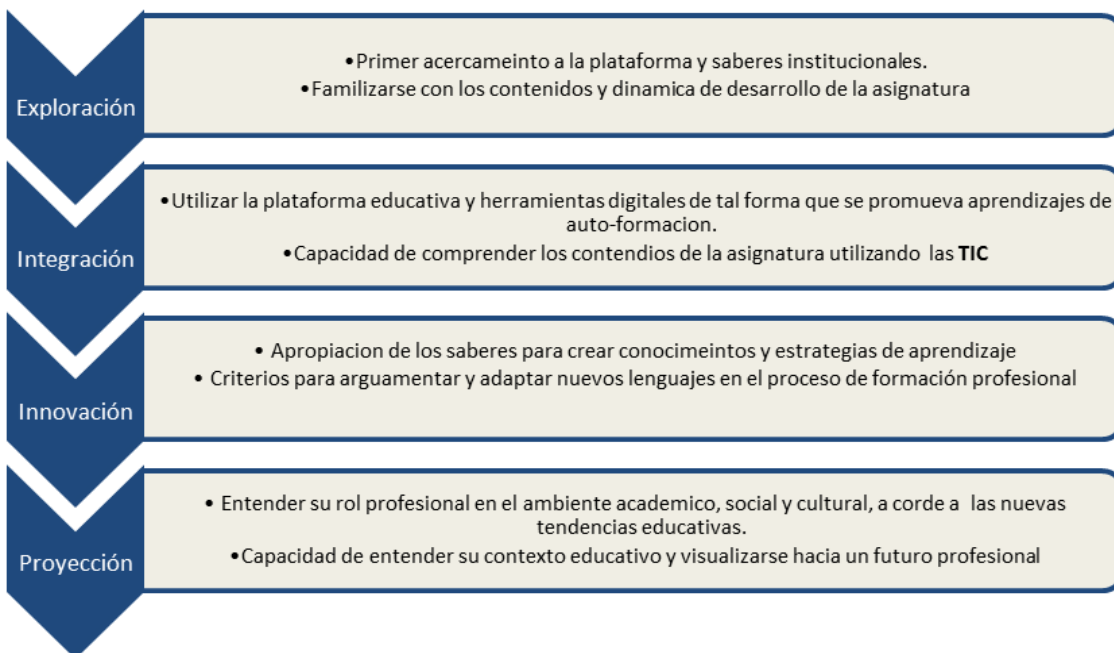 Exploración
•Primer acercameinto a la plataforma y saberes institucionales.
•Familizarse con los contenidos y dinamica de desarrollo de la asignatura
Integración
•Utilizar la plataforma educativa y herramientas digitales de tal forma que se promueva aprendizajes de
auto-formacion.
•Capacidad de comprender los contendios de la asignatura utilizando las TIC
Innovación
• Apropiacion de los saberes para crear conocimeintos y estrategias de aprendizaje
• Criterios para arguamentar y adaptar nuevos lenguajes en el proceso de formación profesional
Proyección
• Entender su rol profesional en el ambiente academico, social y cultural, a corde a las nuevas
tendencias educativas.
•Capacidad de entender su contexto educativo y visualizarse hacia un futuro profesional